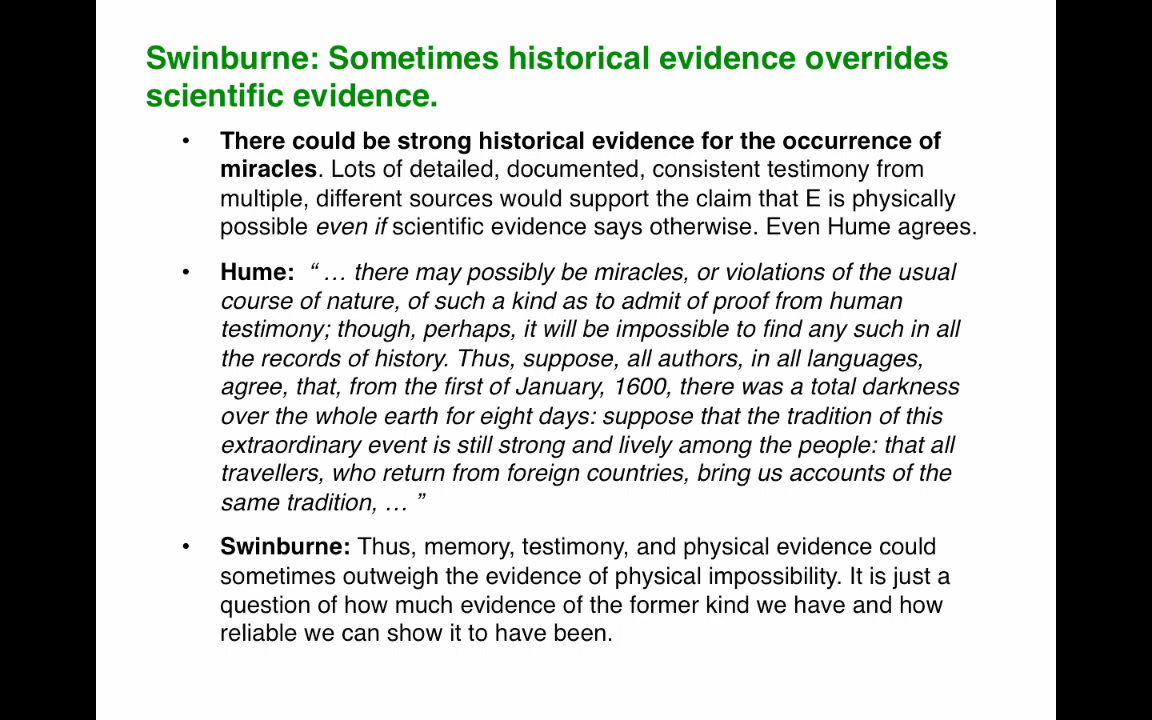 Swinburne: Sometimes historical evidence overrides
scientific evidence.
• There could be strong historical evidence for the occurrence of
miracles. Lots of detailed, documented, consistent testimony from
multiple, different sources would support the claim that E is physically
possible even if scientific evidence says otherwise. Even Hume agrees.
• Hume: “ … there may possibly be miracles, or violations of the usual
course of nature, of such a kind as to admit of proof from human
testimony; though, perhaps, it will be impossible to find any such in all
the records of history. Thus, suppose, all authors, in all languages,
agree, that, from the first of January, 1600, there was a total darkness
over the whole earth for eight days: suppose that the tradition of this
extraordinary event is still strong and lively among the people: that all
travellers, who return from foreign countries, bring us accounts of the
same tradition, … ”
• Swinburne: Thus, memory, testimony, and physical evidence could
sometimes outweigh the evidence of physical impossibility. It is just a
question of how much evidence of the former kind we have and how
reliable we can show it to have been.